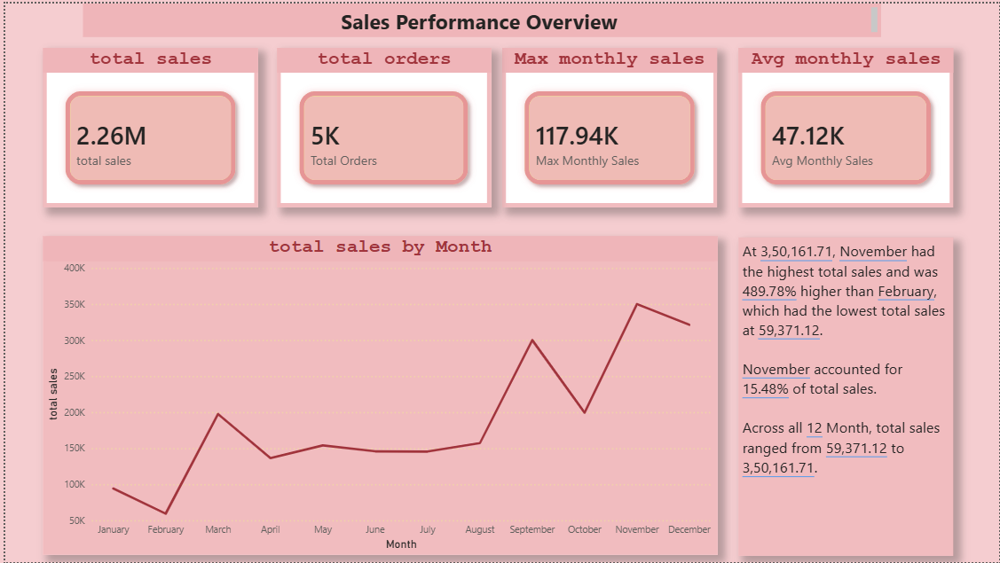 Sales Performance Overview
total sales
2.26M
total sales
total orders
5K
Total Orders
Max monthly sales
117.94K
Max Monthly Sales
Avg monthly sales
47.12K
Avg Monthly Sales
total sales by Month
total sales
400K
350K
300K
250K
200K
150K
100K
50K
January February March April May June July August September October November December
Month
At 3,50,161.71, November had
the highest total sales and was
489.78% higher than February,
which had the lowest total sales
at 59,371.12.
November accounted for
15.48% of total sales.
Across all 12 Month, total sales
ranged from 59,371.12 to
3,50,161.71.